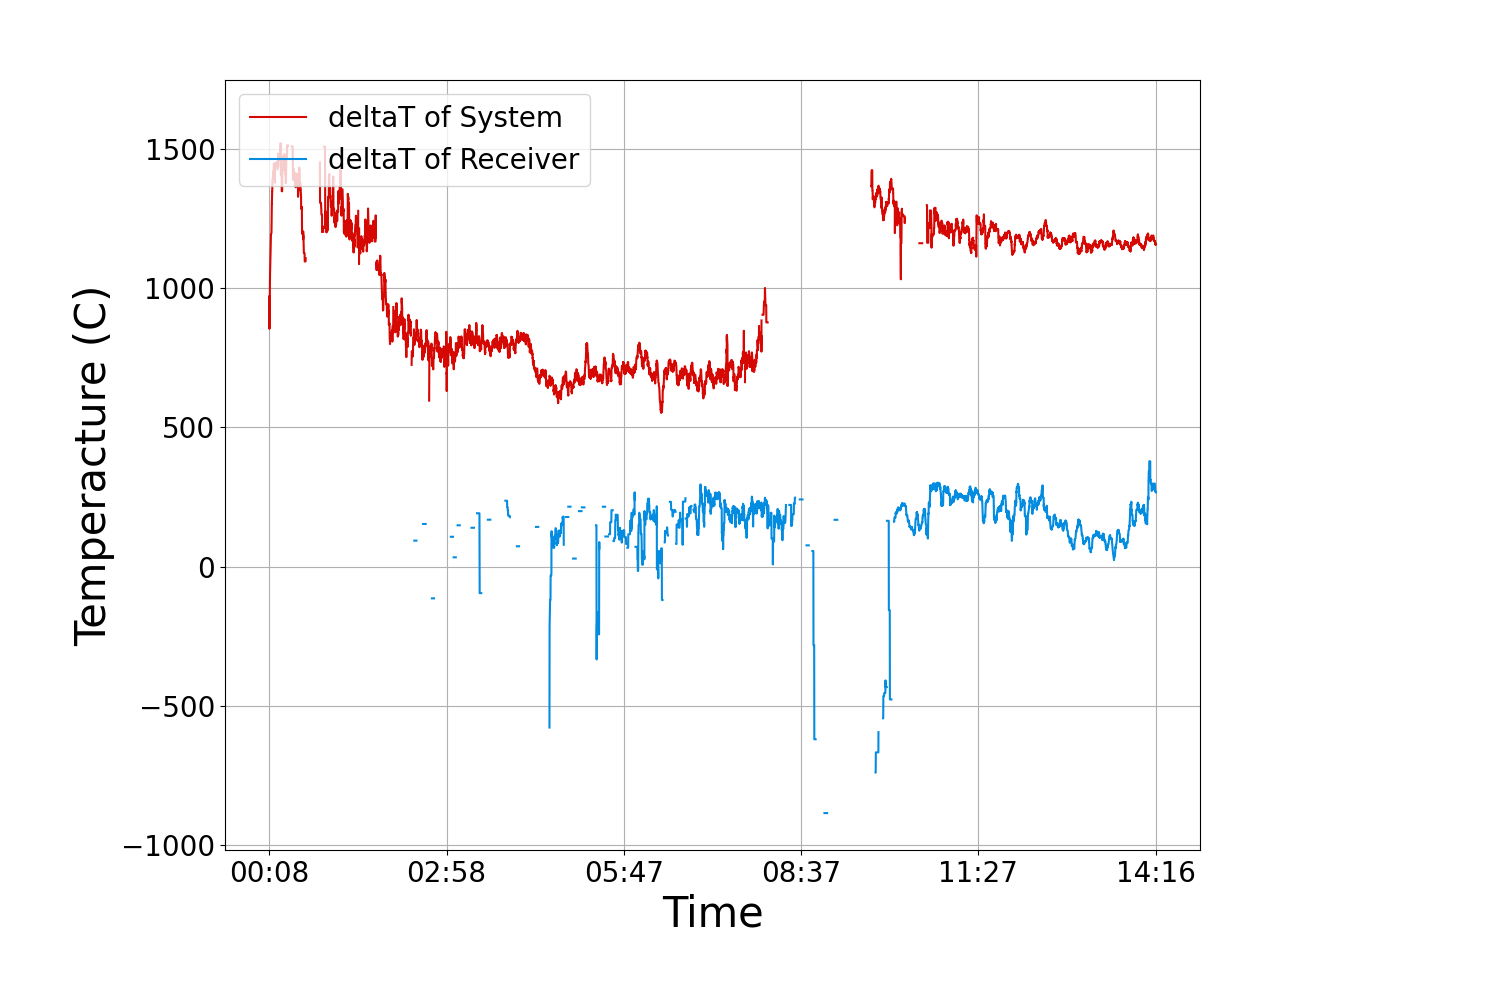 deltaT of System
deltaT of Receiver
1500
1000
500
0
−500
−1000
Temperacture (C)
00:08 02:58 05:47 08:37 11:27 14:16
Time